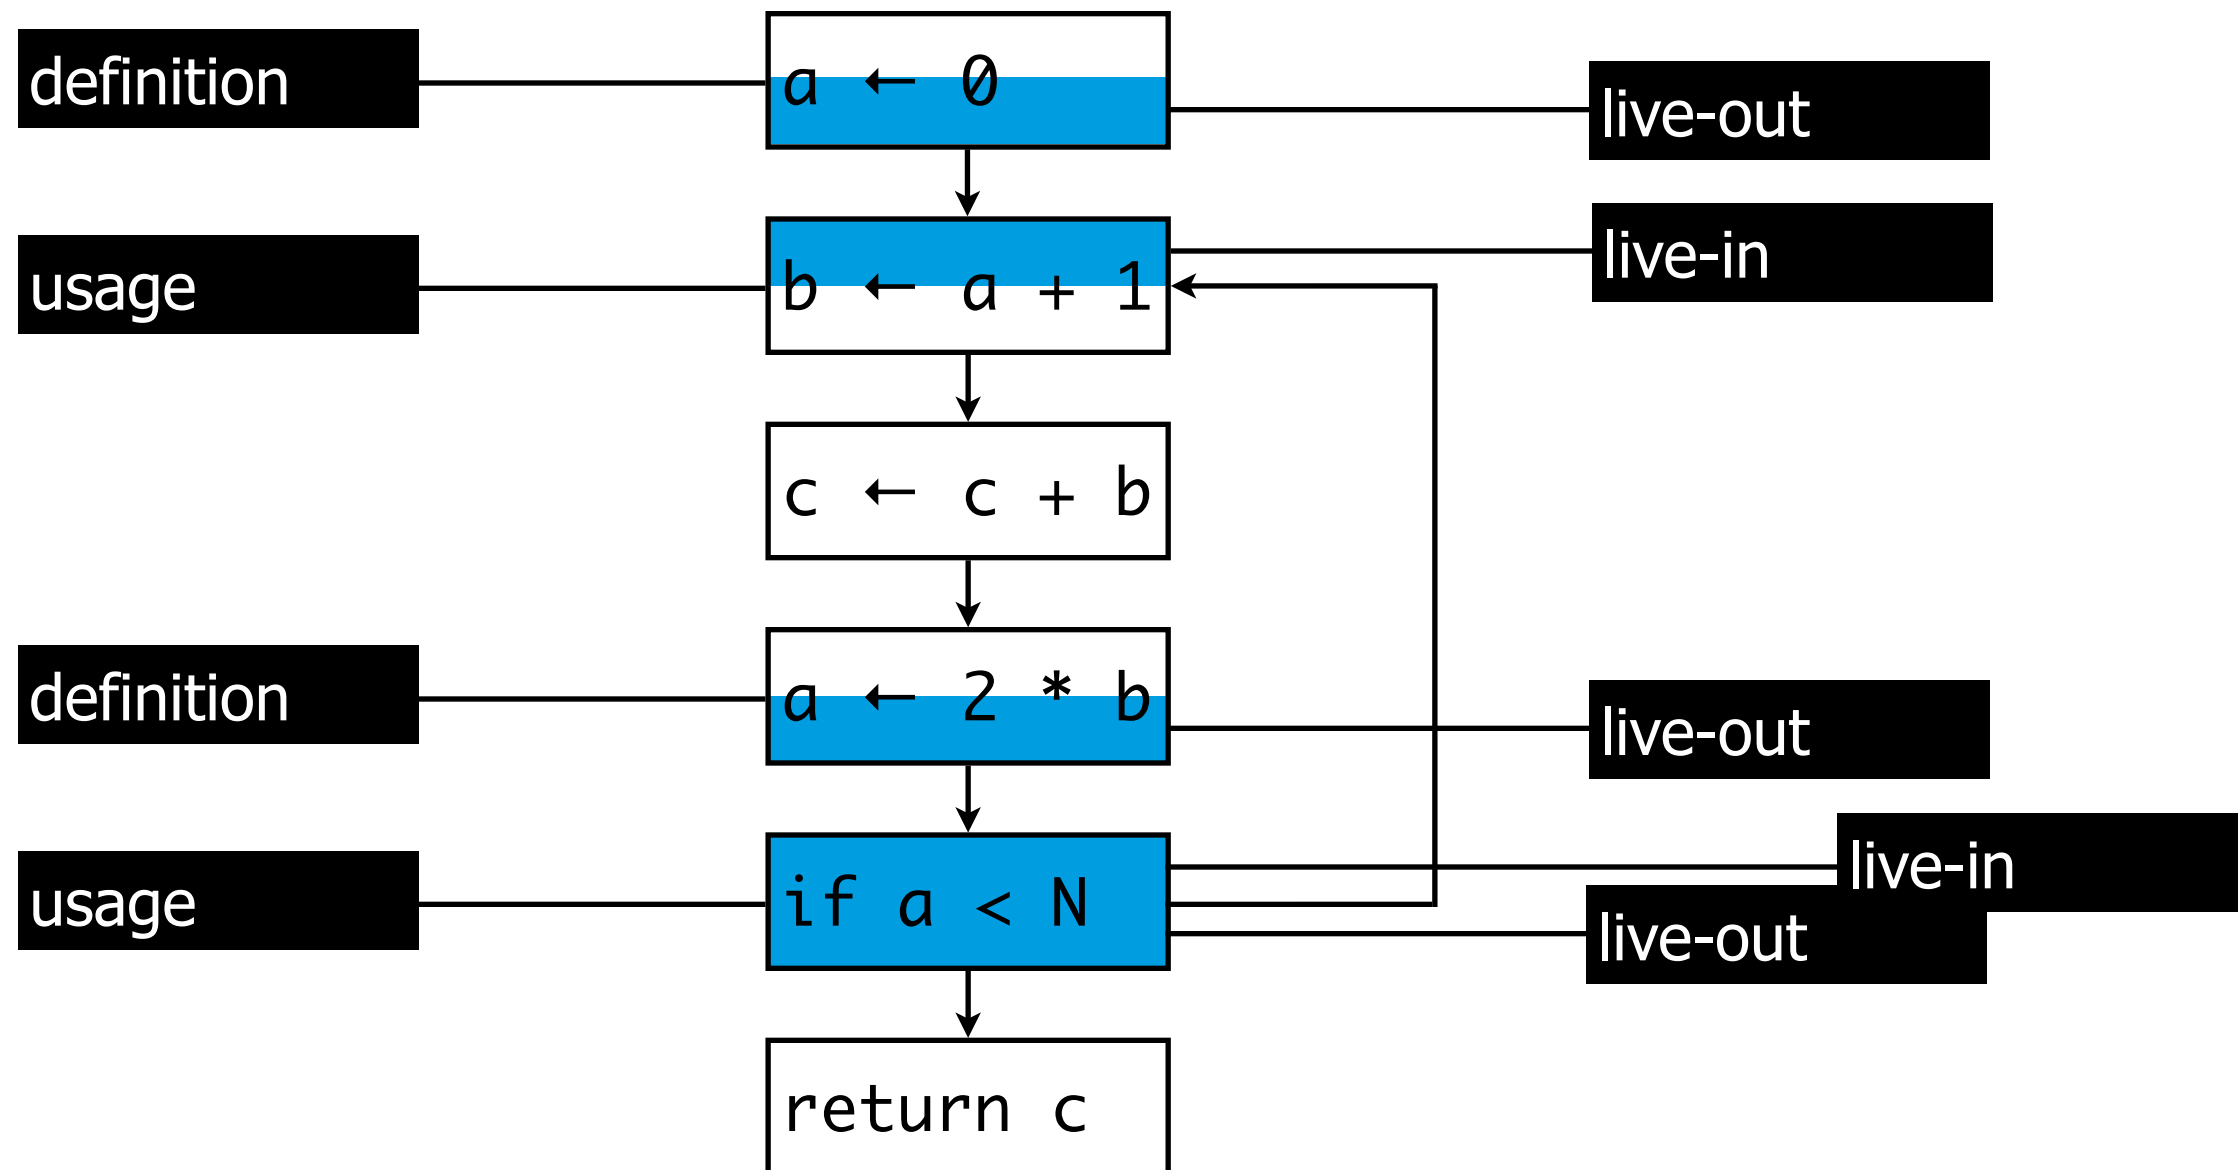 definition
a ← 0
live-out
live-in
usage
b ← a + 1
c ← c + b
definition
a ← 2 * b
live-out
live-in
usage
if a < N
live-out
return c